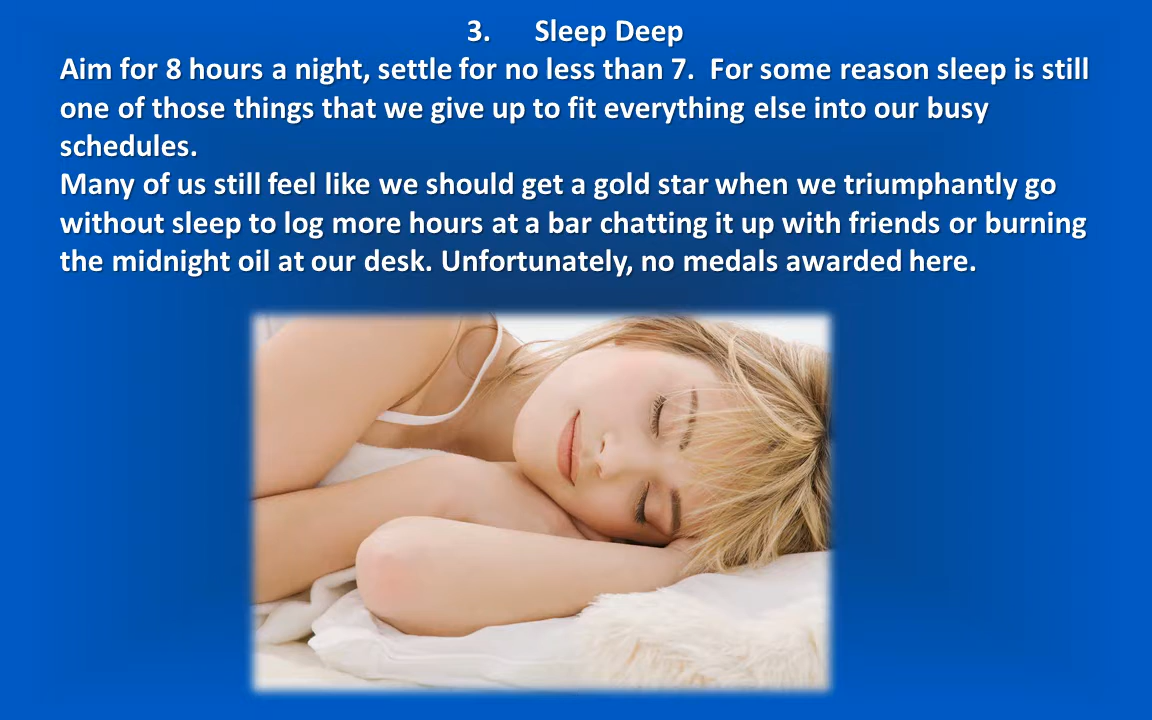 3. Sleep Deep
Aim for 8 hours a night, settle for no less than 7.  For some reason sleep is still
one of those things that we give up to fit everything else into our busy
schedules.
Many of us still feel like we should get a gold star when we triumphantly go
without sleep to log more hours at a bar chatting it up with friends or burning
the midnight oil at our desk. Unfortunately, no medals awarded here.